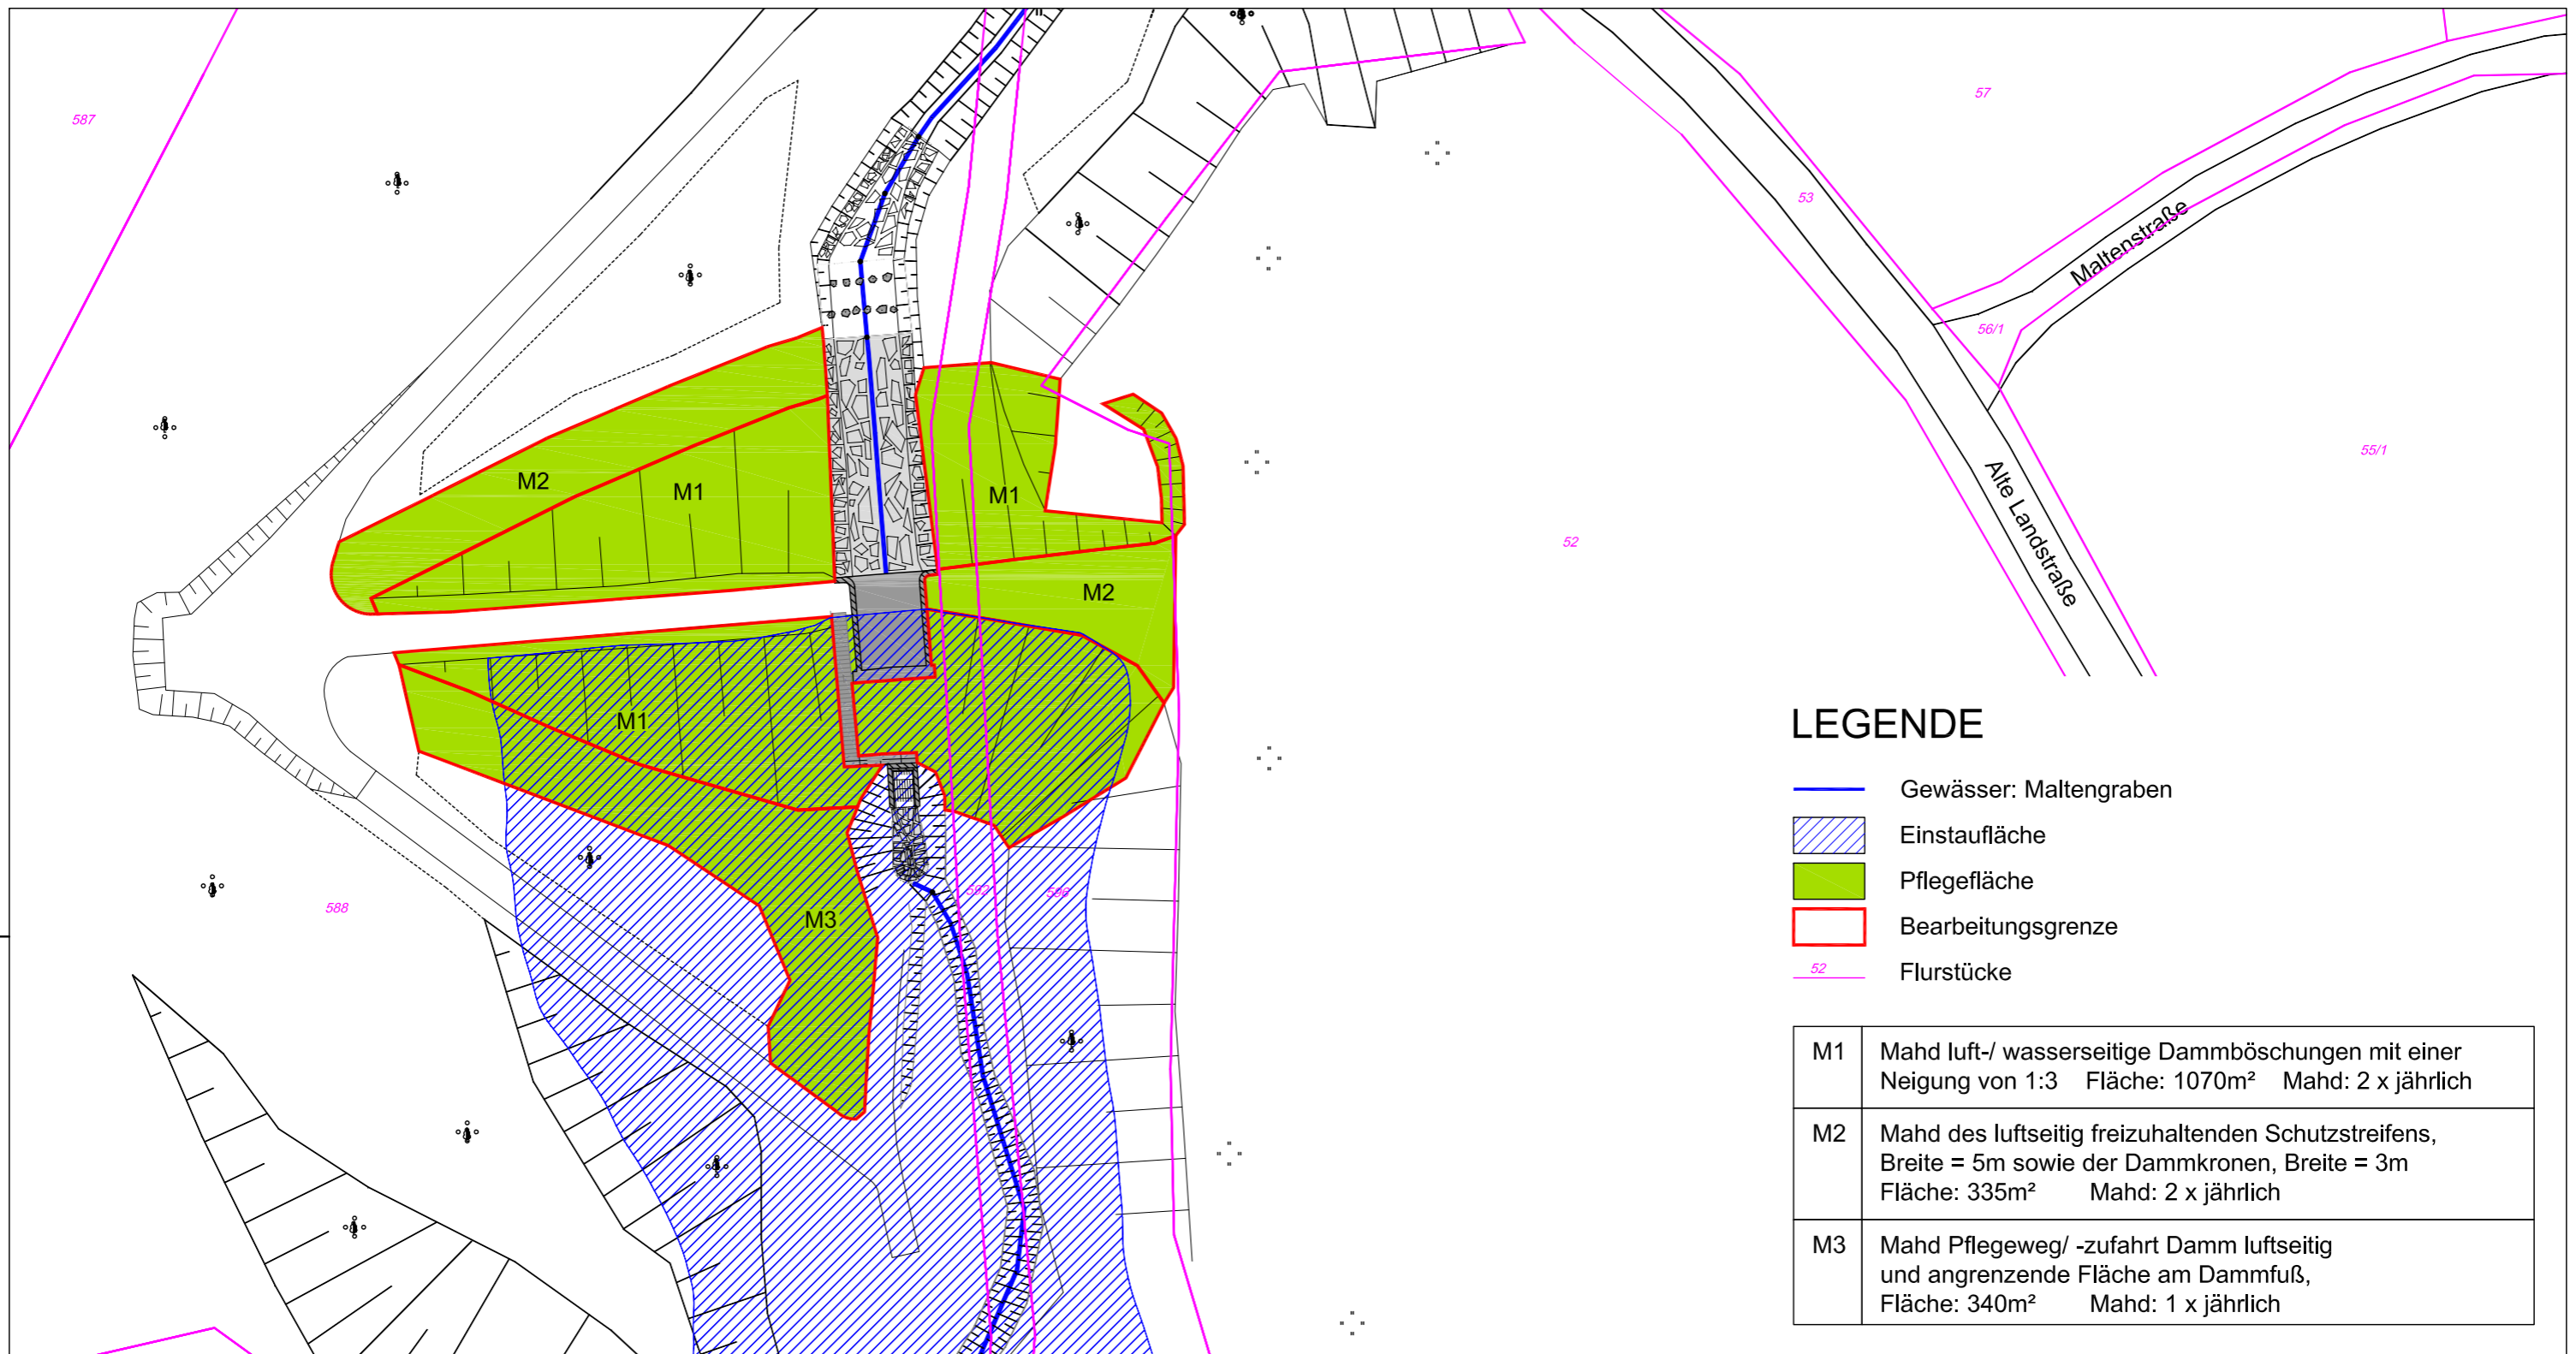 587
57
53
Maltenstraße
56/1
55/1
Alte Landstraße
52
M2
M1
M1
M2
M1
M3
592
596
588
LEGENDE
Gewässer: Maltengraben
Einstaufläche
Pflegefläche
Bearbeitungsgrenze
52 Flurstücke
M1 Mahd luft-/ wasserseitige Dammböschungen mit einer
Neigung von 1:3 Fläche: 1070m² Mahd: 2 x jährlich
M2 Mahd des luftseitig freizuhaltenden Schutzstreifens,
Breite = 5m sowie der Dammkronen, Breite = 3m
Fläche: 335m² Mahd: 2 x jährlich
M3 Mahd Pflegeweg/ -zufahrt Damm luftseitig
und angrenzende Fläche am Dammfuß,
Fläche: 340m² Mahd: 1 x jährlich